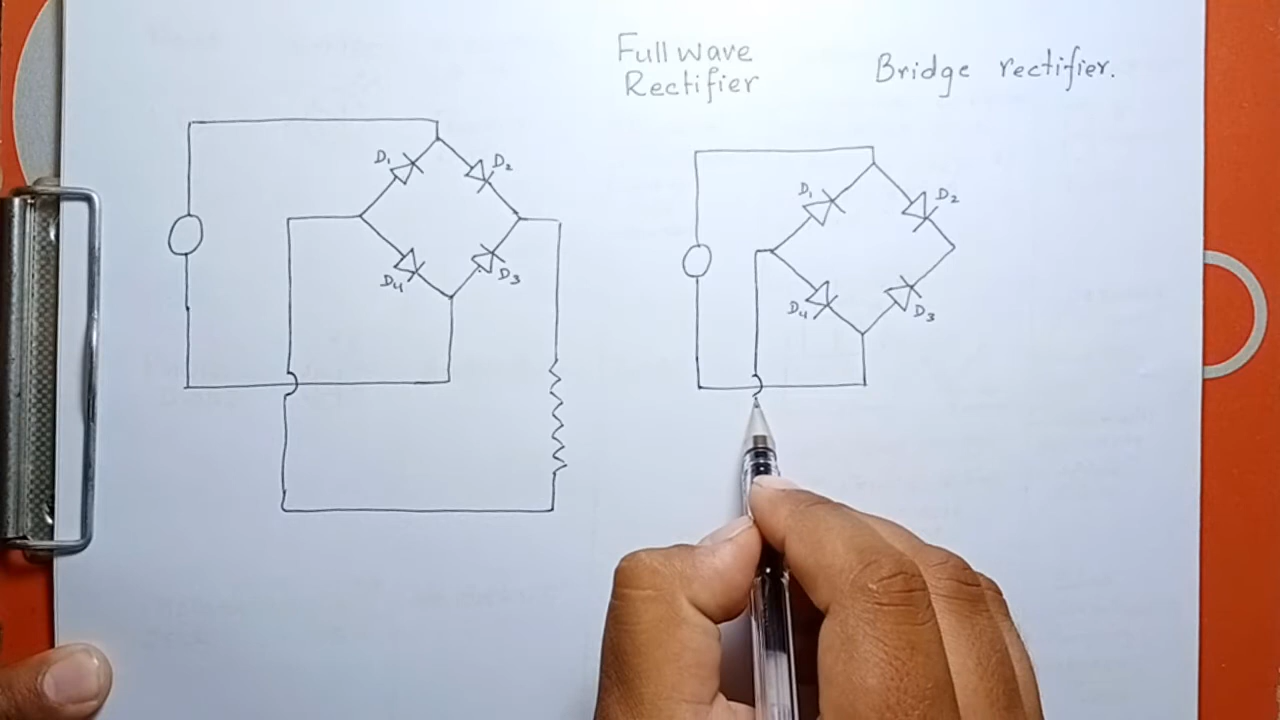 Full wave
Rectifier
Bridge rectifier.
D1
D2
D4
D3
D1
D2
D4
D3